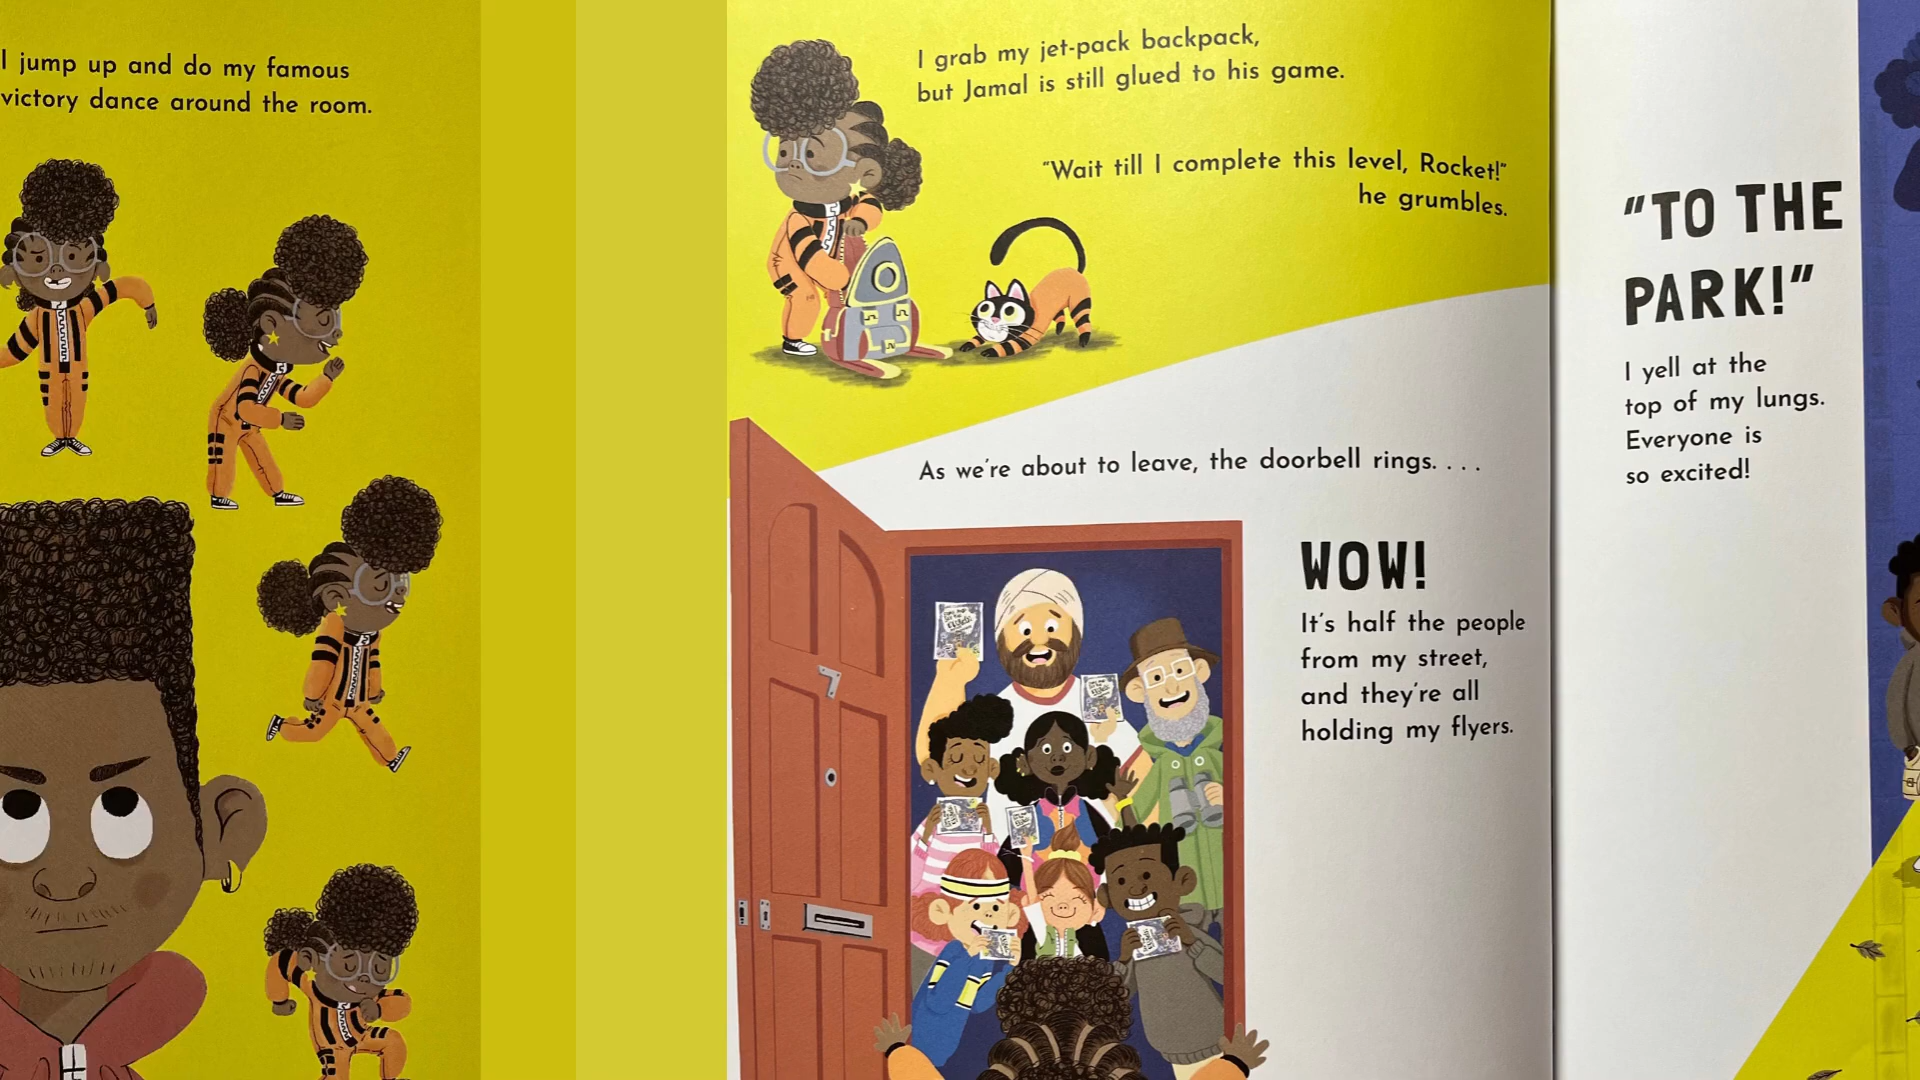 I jump up and do my famous
victory dance around the room.
I grab my jet-pack backpack,
but Jamal is still glued to his game.
"Wait till I complete this level, Rocket!"
he grumbles.
As we're about to leave, the doorbell rings. . . .
WOW!
It's half the people
from my street,
and they're all
holding my flyers.
"TO THE
PARK!"
I yell at the
top of my lungs.
Everyone is
so excited!